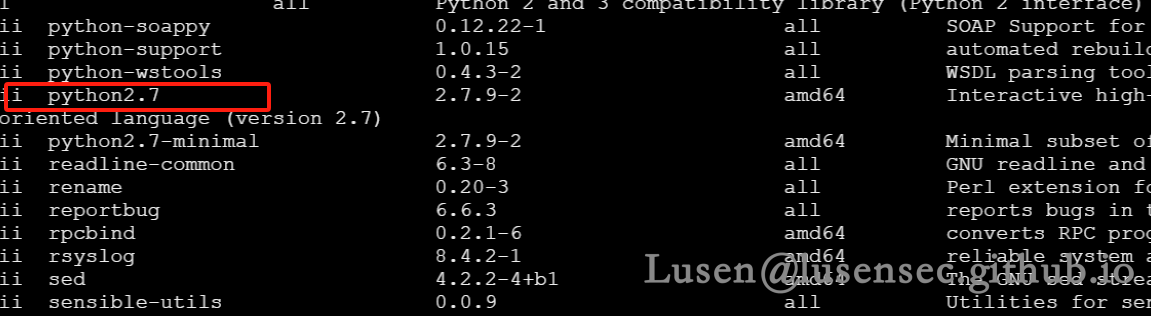 all Python 2 and 3 compatibility library (Python 2 interface)
ii python-soappy 0.12.22-1 all SOAP Support for
ii python-support 1.0.15 all automated rebuild
ii python-wstools 0.4.3-2 all WSDL parsing tool
ii python2.7 2.7.9-2 amd64 Interactive high-
oriented language (version 2.7)
ii python2.7-minimal 2.7.9-2 amd64 Minimal subset of
ii readline-common 6.3-8 all GNU readline and
ii rename 0.20-3 all Perl extension fo
ii reportbug 6.6.3 all reports bugs in t
ii rpcbind 0.2.1-6 amd64 converts RPC prog
ii rsyslog 8.4.2-1 amd64 reliable system a
ii sed 4.2.2-4+b1 amd64 The GNU sed strea
ii sensible-utils 0.0.9 all Utilities for sen
Lusen@lusensec.github.io